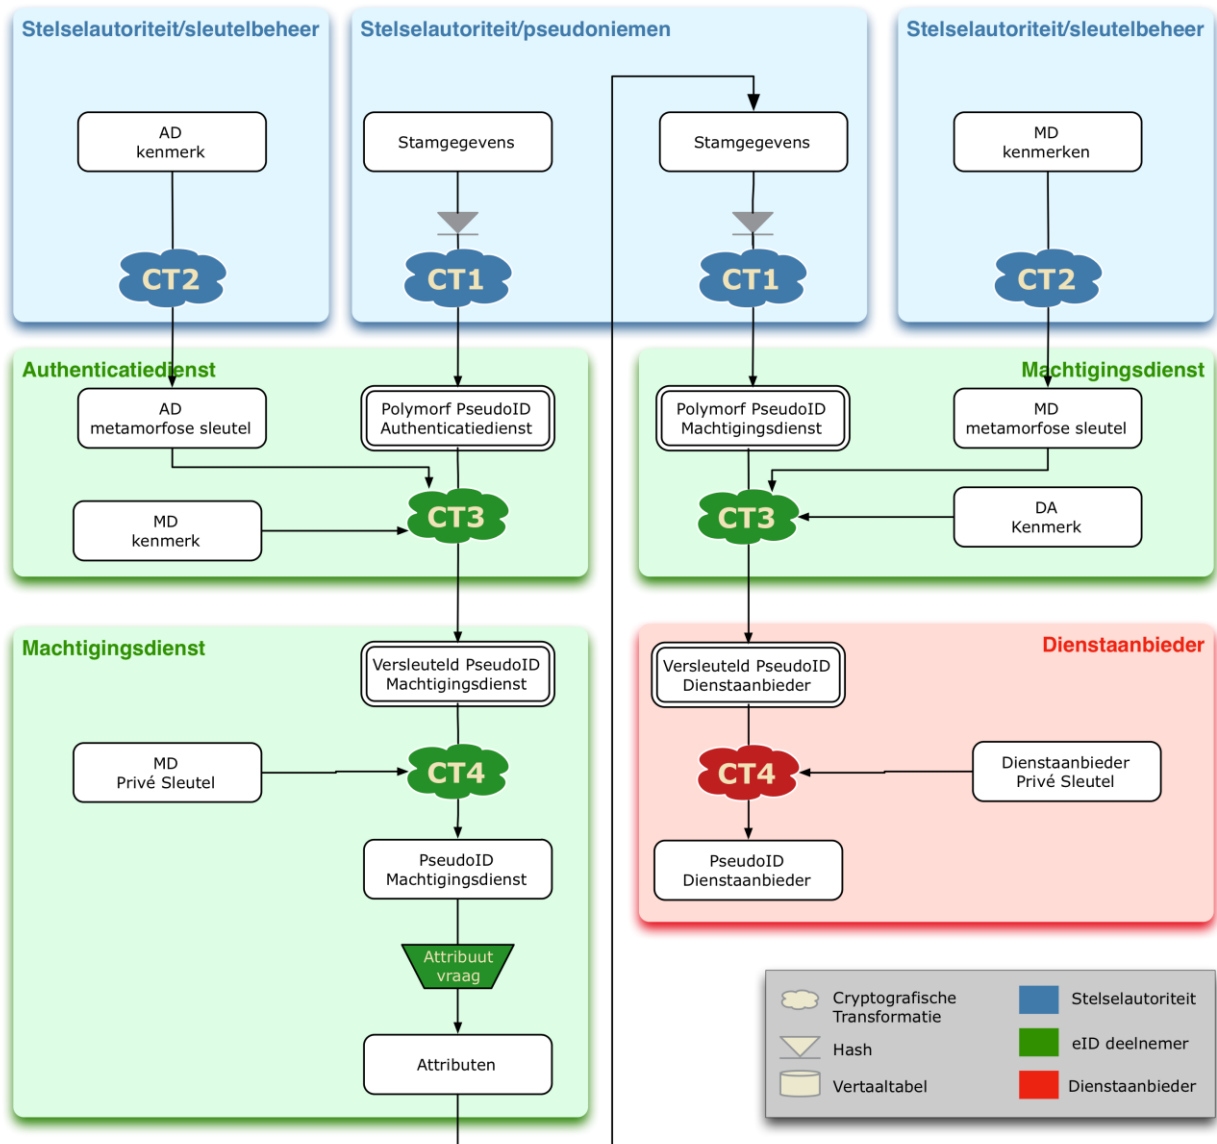 Stelselautoriteit/sleutelbeheer
AD
kenmerk
CT2
Stelselautoriteit/pseudoniemen
Stamgegevens
CT1
Stamgegevens
CT1
Stelselautoriteit/sleutelbeheer
MD
kenmerken
CT2
Authenticatiedienst
AD
metamorfose sleutel
Polymorf PseudoID
Authenticatiedienst
MD
kenmerk
CT3
Machtigingsdienst
Polymorf PseudoID
Machtigingsdienst
MD
metamorfose sleutel
CT3
DA
Kenmerk
Machtigingsdienst
Versleuteld PseudoID
Machtigingsdienst
MD
Privé Sleutel
CT4
PseudoID
Machtigingsdienst
Attribuut
vraag
Attributen
Dienstaanbieder
Versleuteld PseudoID
Dienstaanbieder
CT4
Dienstaanbieder
Privé Sleutel
PseudoID
Dienstaanbieder
Cryptografische
Transformatie
Hash
Vertaaltabel
Stelselautoriteit
eID deelnemer
Dienstaanbieder